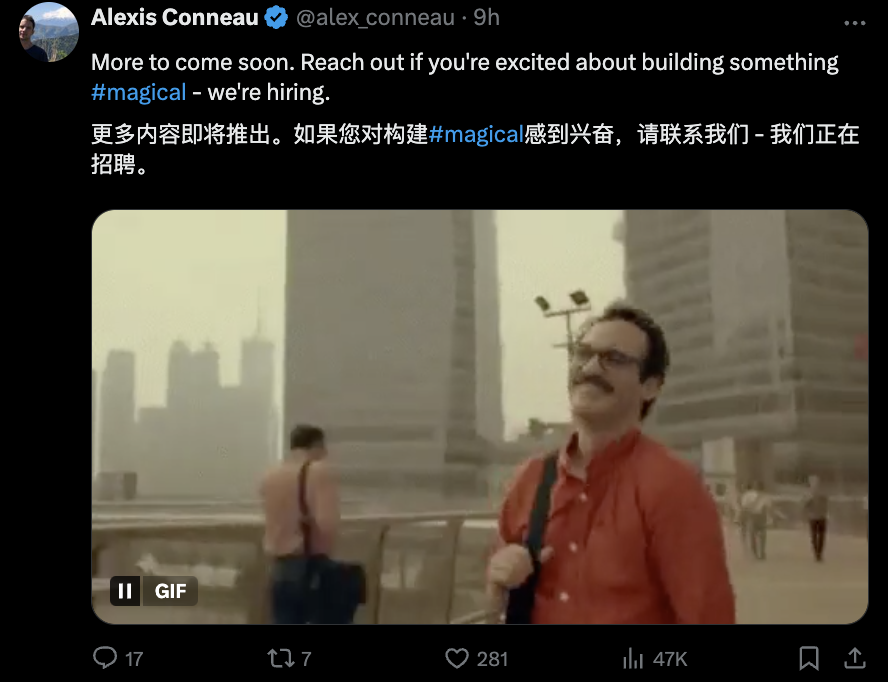 Alexis Conneau @alex_conneau · 9h
More to come soon. Reach out if you're excited about building something
#magical - we're hiring.
更多内容即将推出。如果您对构建#magical感到兴奋，请联系我们 - 我们正在
招聘。
GIF
17 7 281 47K